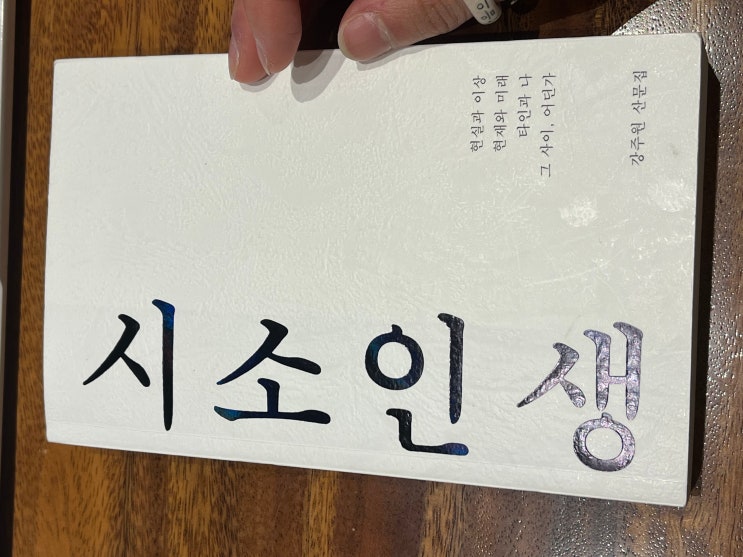 현실과 이상
현재와 미래
타인과 나
그 사이, 어딘가
강주원 산문집
시소인생